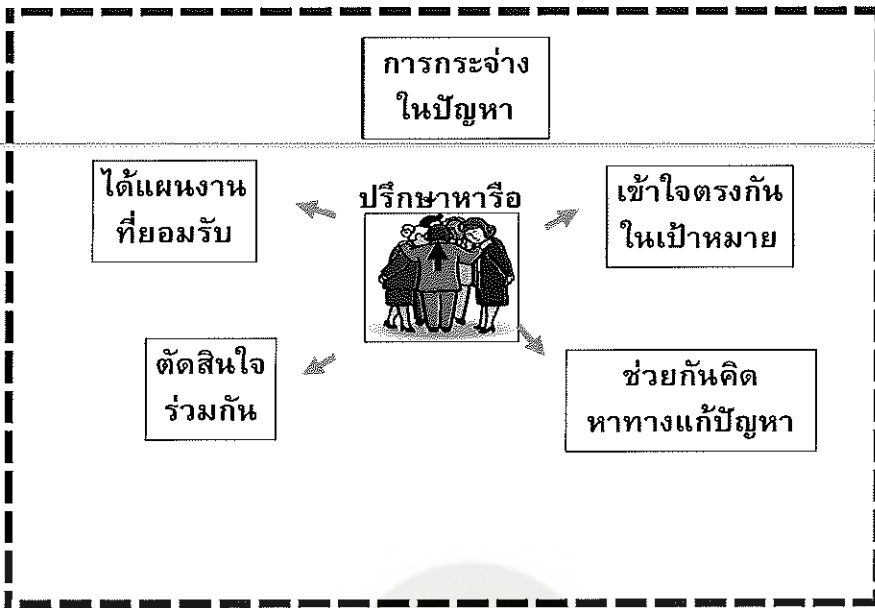 การกระจ่าง
ในปัญหา
ได้แผนงาน
ที่ยอมรับ
ปรึกษาหารือ
เข้าใจตรงกัน
ในเป้าหมาย
ตัดสินใจ
ร่วมกัน
ช่วยกันคิด
หาทางแก้ปัญหา